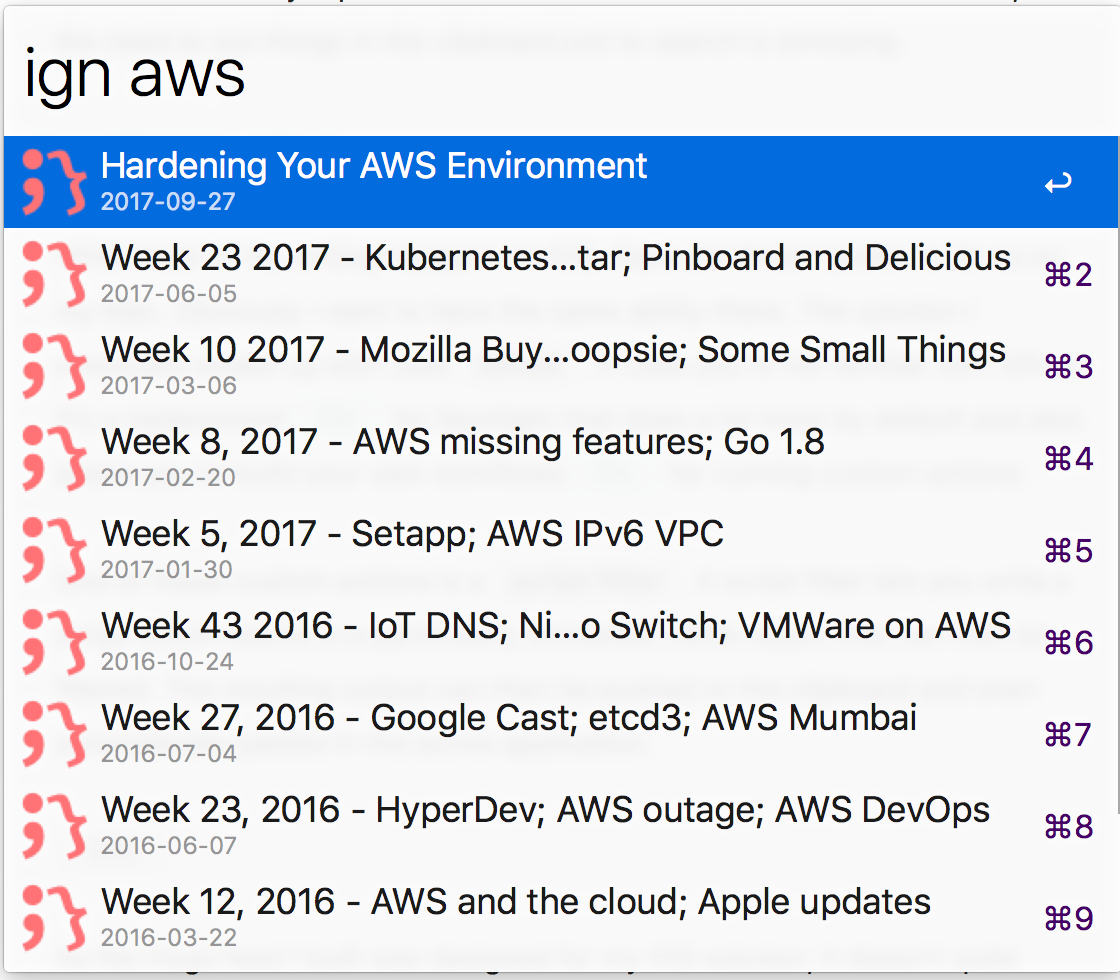 ign aws
Hardening Your AWS Environment
2017-09-27
↩
Week 23 2017 - Kubernetes...tar; Pinboard and Delicious
2017-06-05
⌘2
Week 10 2017 - Mozilla Buy...oopsie; Some Small Things
2017-03-06
⌘3
Week 8, 2017 - AWS missing features; Go 1.8
2017-02-20
⌘4
Week 5, 2017 - Setapp; AWS IPv6 VPC
2017-01-30
⌘5
Week 43 2016 - IoT DNS; Ni...o Switch; VMWare on AWS
2016-10-24
⌘6
Week 27, 2016 - Google Cast; etcd3; AWS Mumbai
2016-07-04
⌘7
Week 23, 2016 - HyperDev; AWS outage; AWS DevOps
2016-06-07
⌘8
Week 12, 2016 - AWS and the cloud; Apple updates
2016-03-22
⌘9